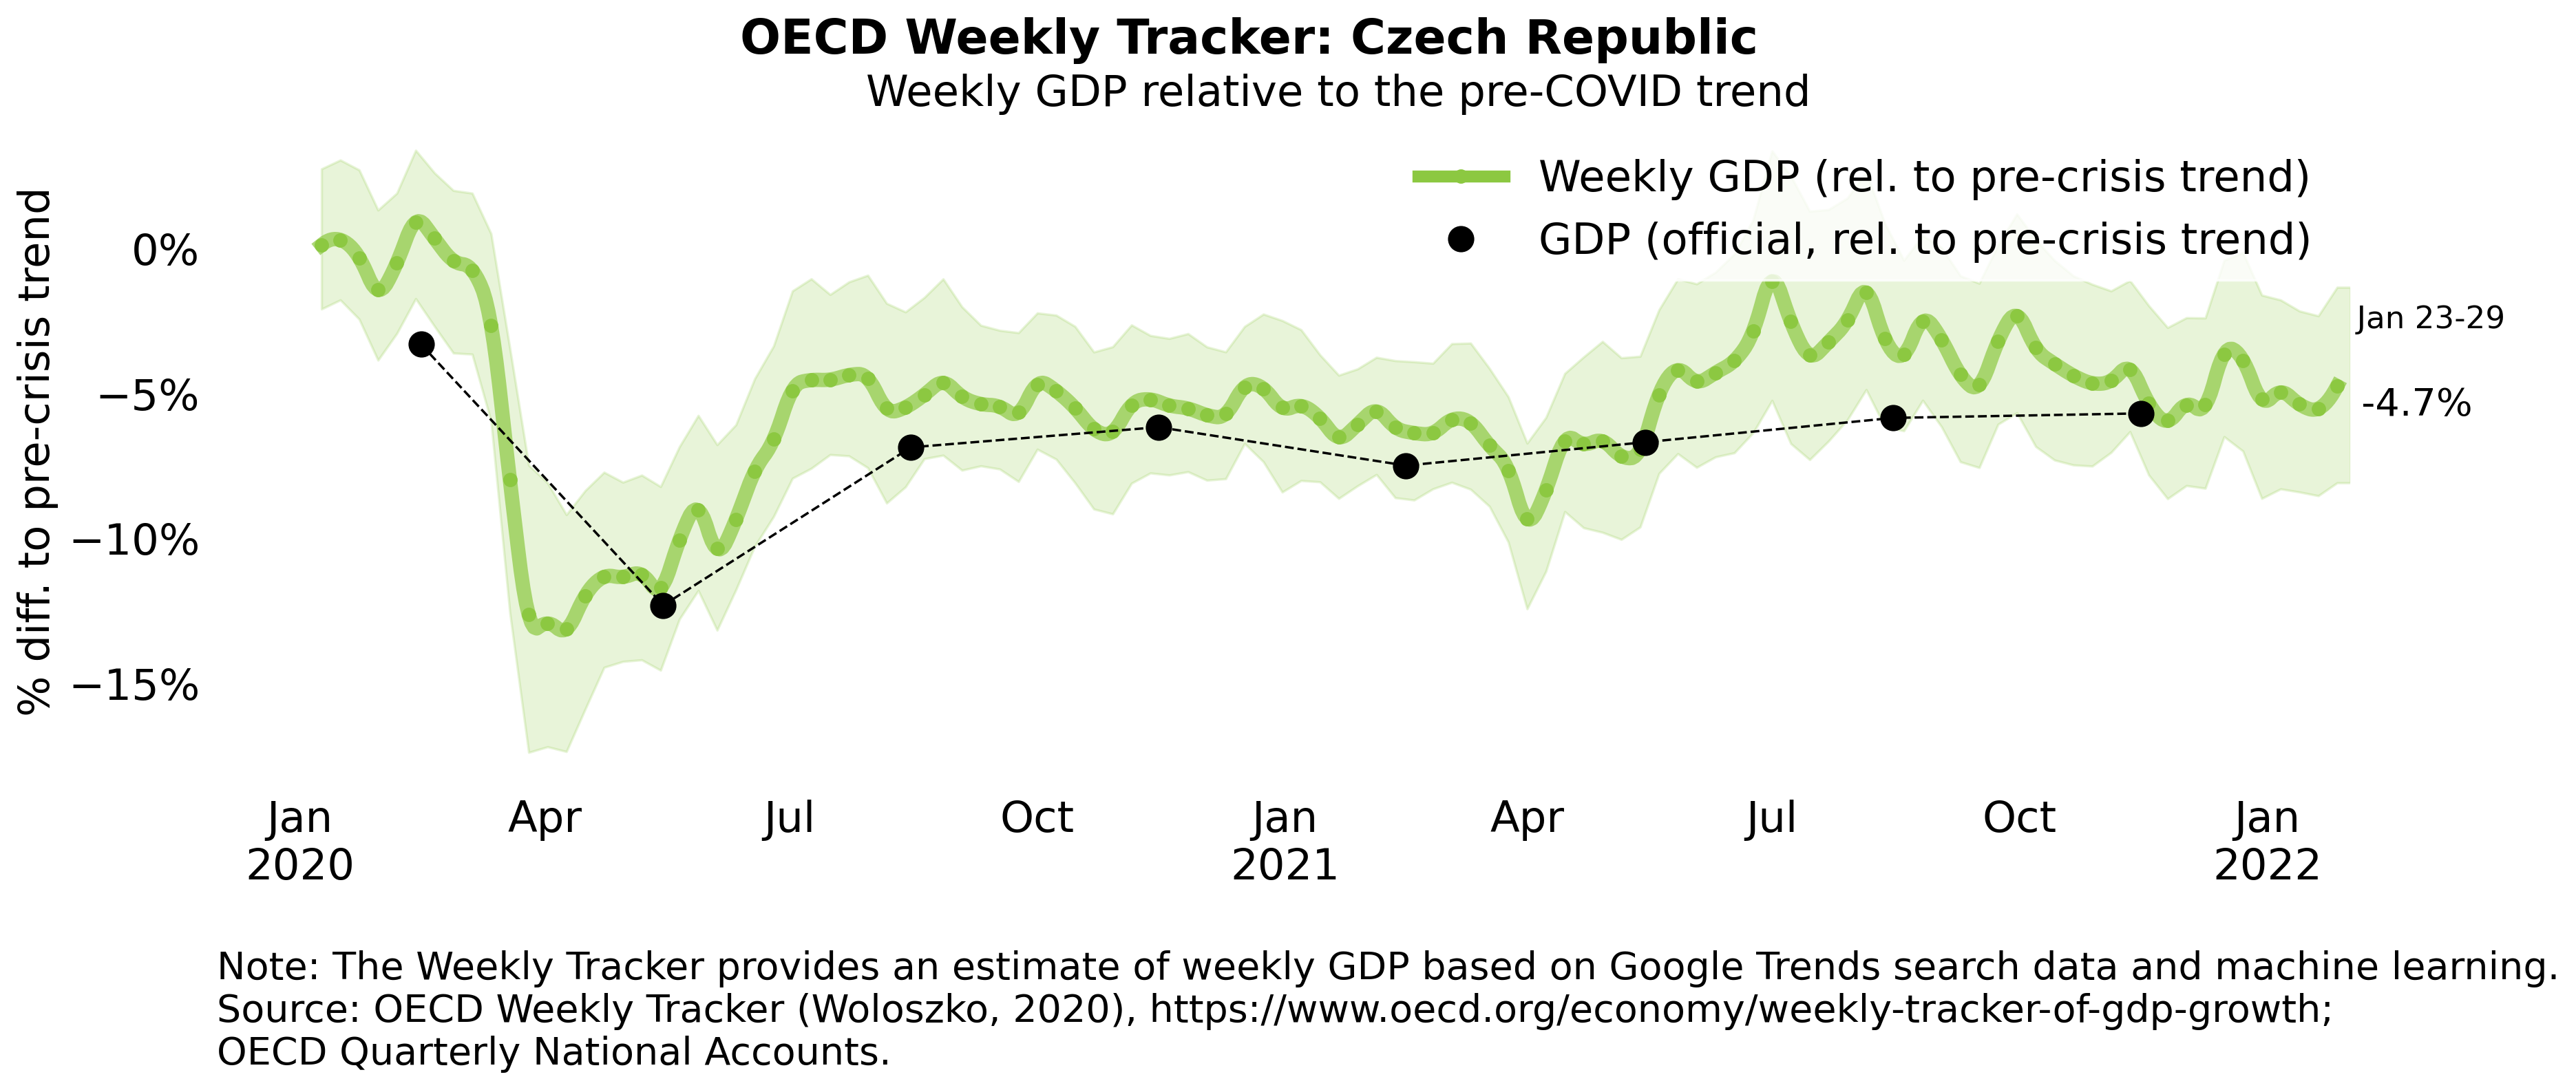 OECD Weekly Tracker: Czech Republic
Weekly GDP relative to the pre-COVID trend
Weekly GDP (rel. to pre-crisis trend)
GDP (official, rel. to pre-crisis trend)
% diff. to pre-crisis trend
0%
−5%
−10%
−15%
Jan 23-29
-4.7%
Jan Apr Jul Oct Jan Apr Jul Oct Jan
2020 2021 2022
Note: The Weekly Tracker provides an estimate of weekly GDP based on Google Trends search data and machine learning.
Source: OECD Weekly Tracker (Woloszko, 2020), https://www.oecd.org/economy/weekly-tracker-of-gdp-growth;
OECD Quarterly National Accounts.